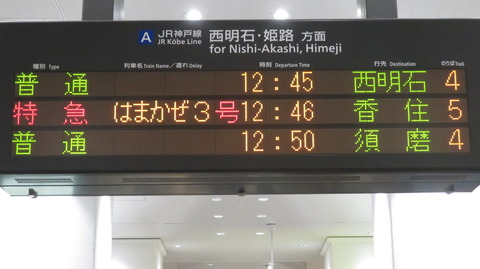 A JR神戸線 西明石・姫路 方面
JR Kōbe Line for Nishi-Akashi, Himeji
種別 Type 列車名 Train Name / 遅れ Delay 時刻 Departure Time 行先 Destination のりば Track
普通 12:45 西明石 4
特急 はまかぜ3号 12:46 香住 5
普通 12:50 須磨 4